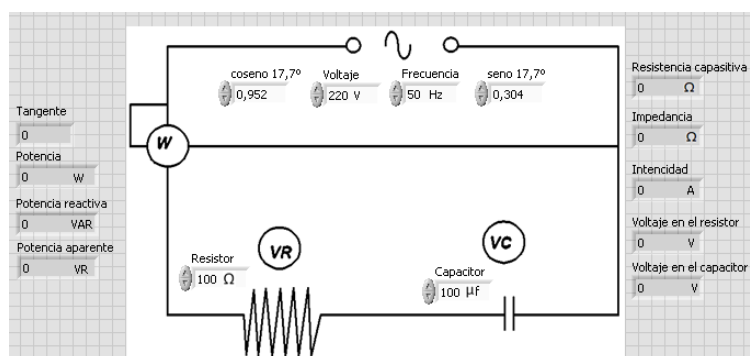 coseno 17,7º
0,952
Voltaje
220 V
Frecuencia
50 Hz
seno 17,7º
0,304
Tangente
0
Potencia
0 W
Potencia reactiva
0 VAR
Potencia aparente
0 VR
W
Resistor
100 Ω
VR
Capacitor
100 µf
VC
Resistencia capasitiva
0 Ω
Impedancia
0 Ω
Intencidad
0 A
Voltaje en el resistor
0 V
Voltaje en el capacitor
0 V